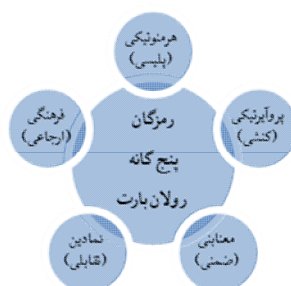 هرمنوتیکی
(پلیسی)
پروآیرتیکی
(کنشی)
معنابنی
(ضمنی)
نمادین
(تقابلی)
فرهنگی
(ارجاعی)
رمزگان
پنج گانه
رولان بارت